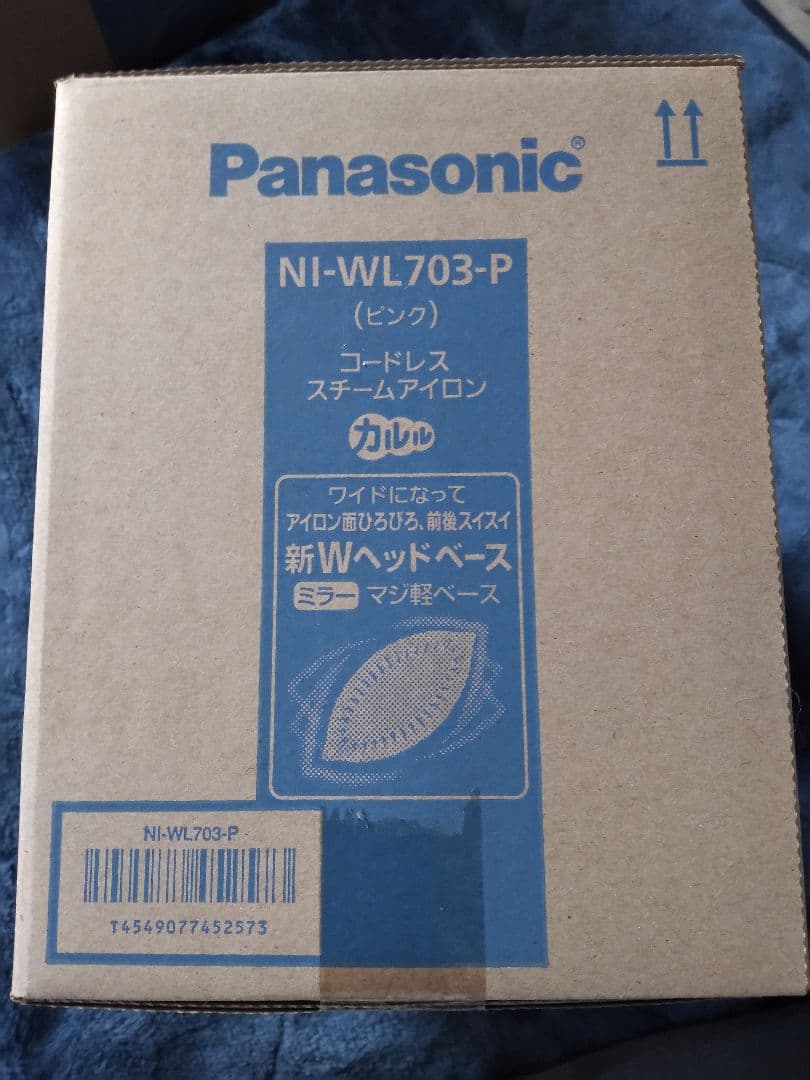 Panasonic®
NI-WL703-P
(ピンク)
コードレス
スチームアイロン
カルル
ワイドになって
アイロン面ひろびろ、前後スイスイ
新Wヘッドベース
ミラー マジ軽ベース
NI-WL703-P
T4549077452573